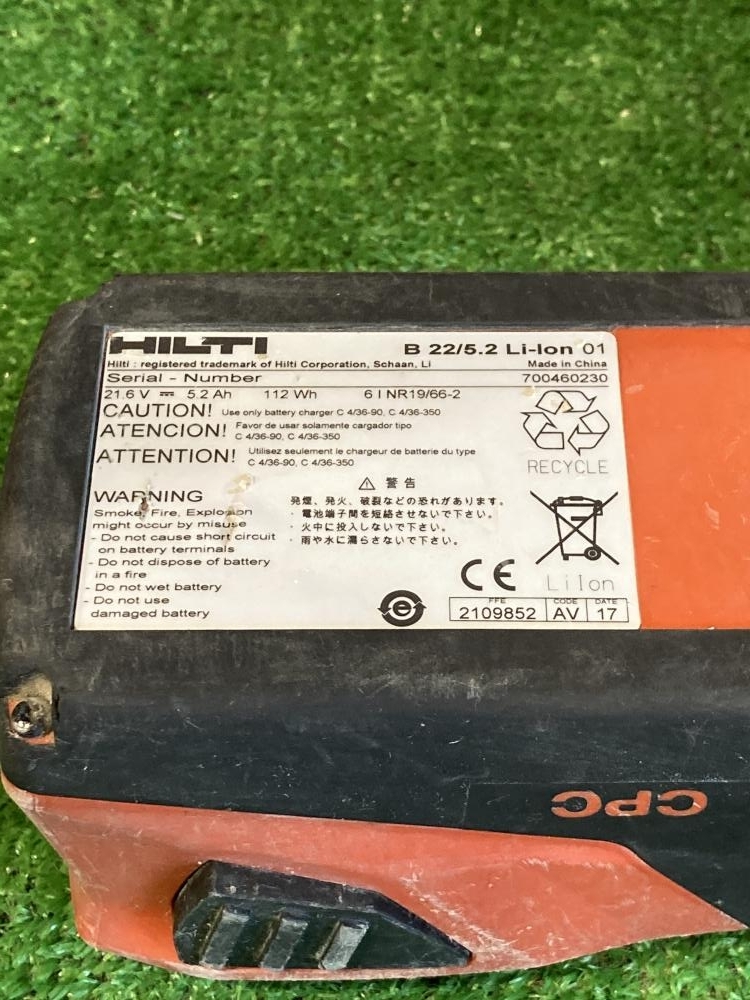 HILTI
B 22/5.2 Li-Ion 01
Hilti : registered trademark of Hilti Corporation, Schaan, Li
Made in China
Serial - Number
700460230
21.6 V ⎓ 5.2 Ah 112 Wh 6 I NR19/66-2
CAUTION! Use only battery charger C 4/36-90, C 4/36-350
ATENCION! Favor de usar solamente cargador tipo
C 4/36-90, C 4/36-350
ATTENTION! Utilisez seulement le chargeur de batterie du type
C 4/36-90, C 4/36-350
RECYCLE
WARNING
Smoke, Fire, Explosion
might occur by misuse
- Do not cause short circuit
on battery terminals
- Do not dispose of battery
in a fire
- Do not wet battery
- Do not use
damaged battery
⚠ 警告
発煙、発火、破裂などの恐れがあります。
・電池端子間を短絡させないで下さい。
・火中に投入しないで下さい。
・雨や水に濡らさないで下さい。
CE
Li Ion
PFE CODE DATE
2109852 AV 17
CPC